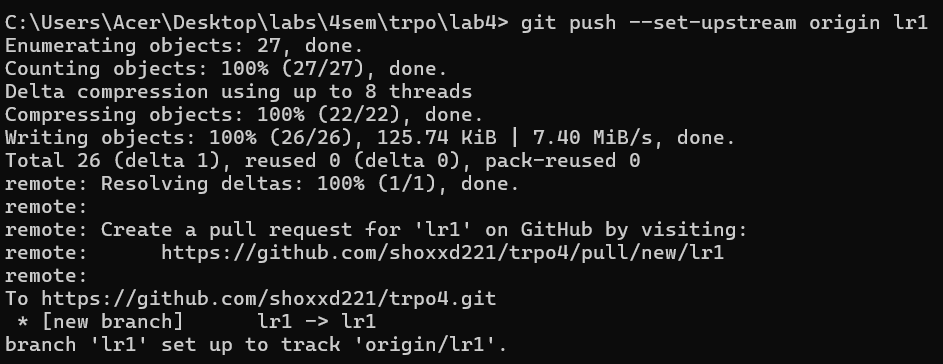 C:\Users\Acer\Desktop\labs\4sem\trpo\lab4> git push --set-upstream origin lr1
Enumerating objects: 27, done.
Counting objects: 100% (27/27), done.
Delta compression using up to 8 threads
Compressing objects: 100% (22/22), done.
Writing objects: 100% (26/26), 125.74 KiB | 7.40 MiB/s, done.
Total 26 (delta 1), reused 0 (delta 0), pack-reused 0
remote: Resolving deltas: 100% (1/1), done.
remote:
remote: Create a pull request for 'lr1' on GitHub by visiting:
remote:      https://github.com/shoxxd221/trpo4/pull/new/lr1
remote:
To https://github.com/shoxxd221/trpo4.git
 * [new branch]      lr1 -> lr1
branch 'lr1' set up to track 'origin/lr1'.